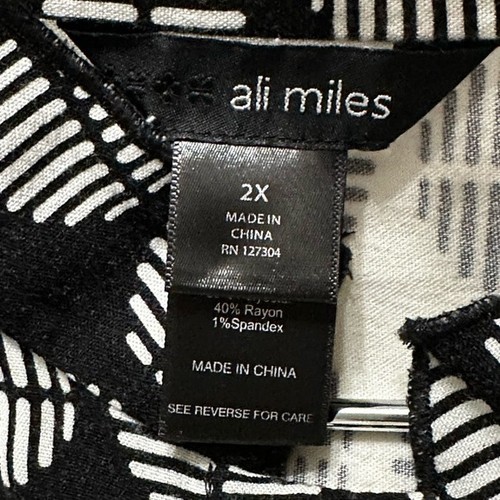 ali miles
2X
MADE IN
CHINA
RN 127304
40% Rayon
1%Spandex
MADE IN CHINA
SEE REVERSE FOR CARE